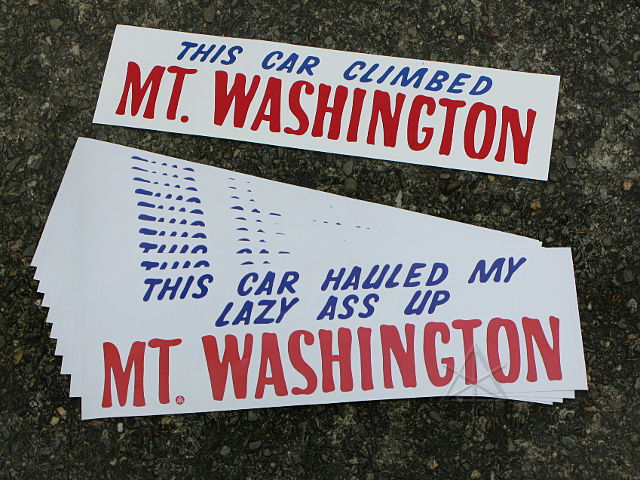 THIS CAR CLIMBED
MT. WASHINGTON
THIS CAR HAULED MY
LAZY ASS UP
MT. WASHINGTON